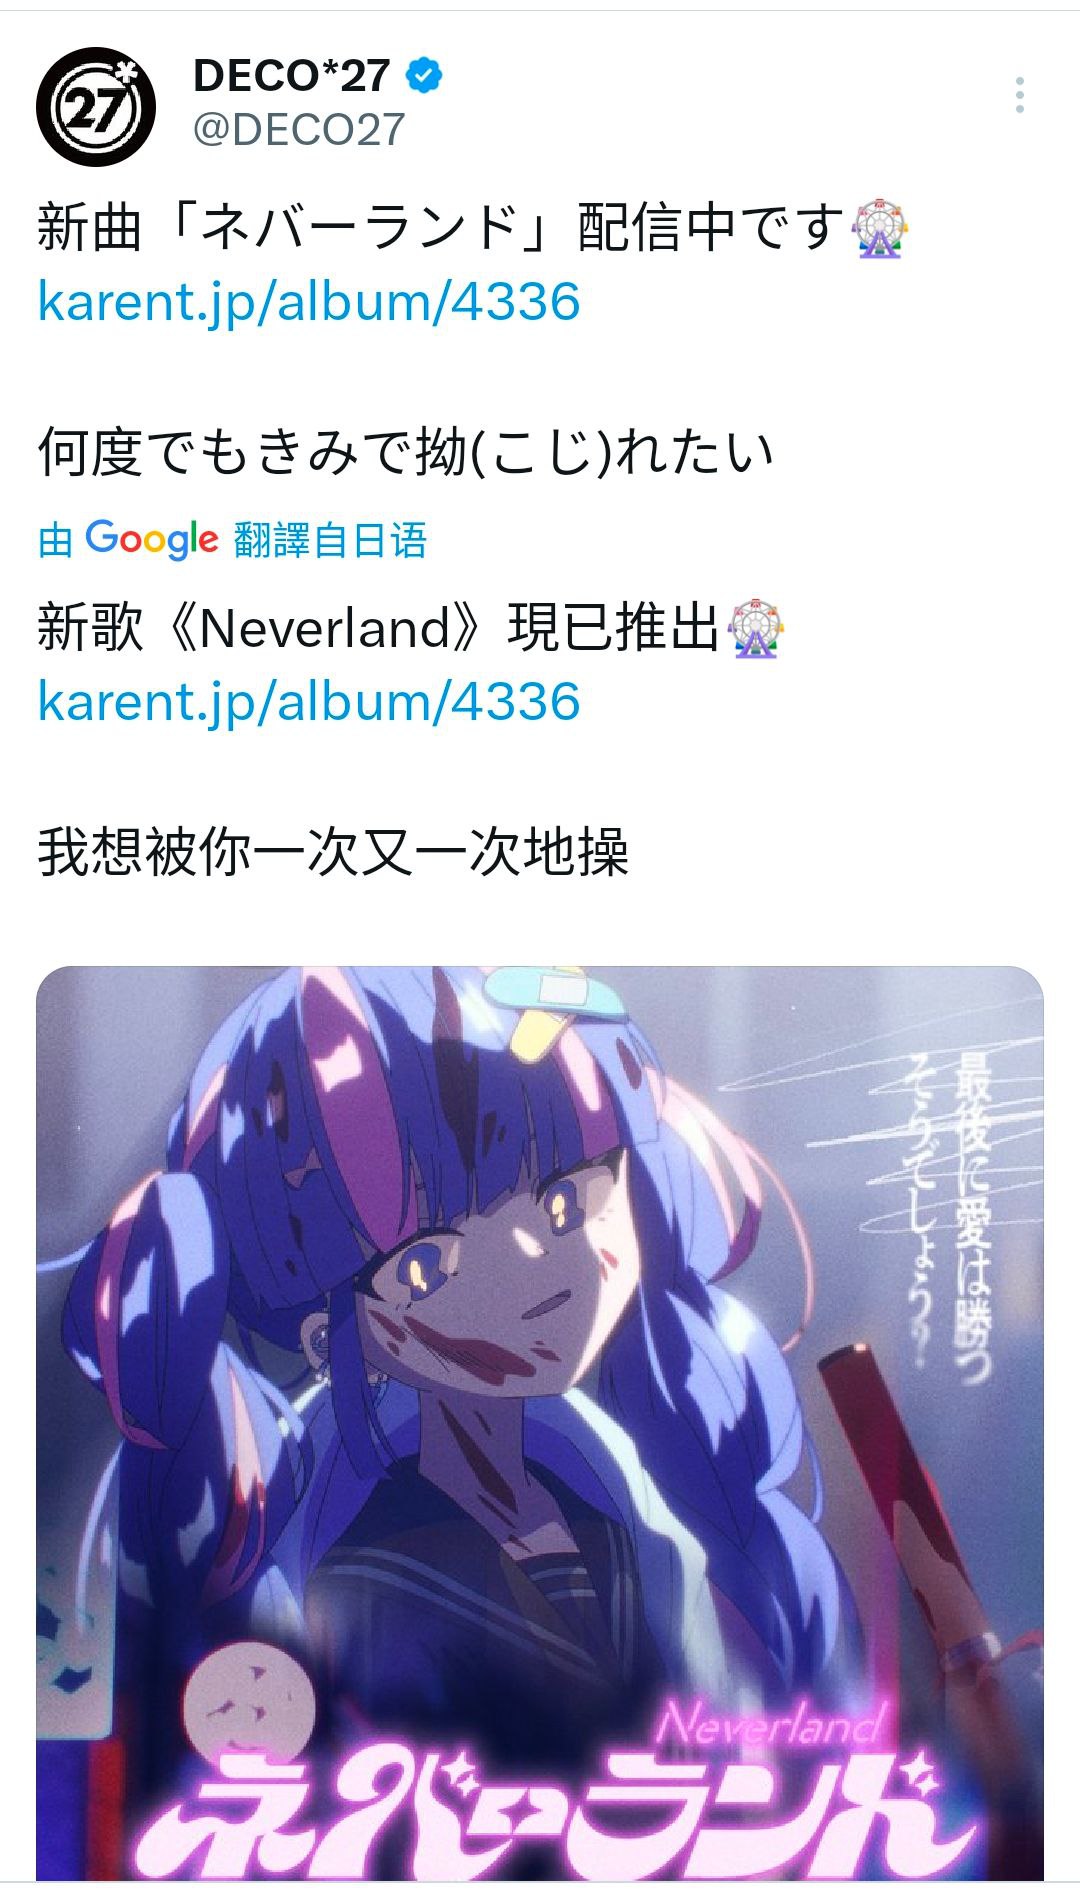 27*
DECO*27
@DECO27
新曲「ネバーランド」配信中です🎡
karent.jp/album/4336
何度でもきみで拗(こじ)れたい
由 Google 翻譯自日语
新歌《Neverland》現已推出🎡
karent.jp/album/4336
我想被你一次又一次地操
最後に愛は勝つ
そうでしょう?
Neverland
ネバーランド